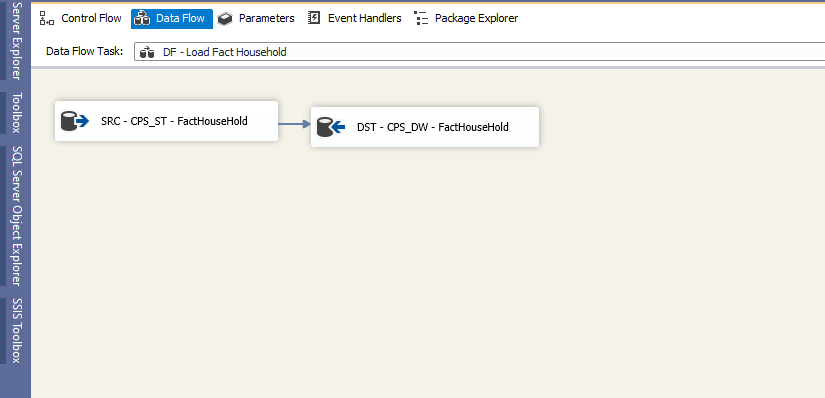 Control Flow
Data Flow
Parameters
Event Handlers
Package Explorer
Data Flow Task:
DF - Load Fact Household
SRC - CPS_ST - FactHouseHold
DST - CPS_DW - FactHouseHold
Server Explorer
Toolbox
SQL Server Object Explorer
SSIS Toolbox